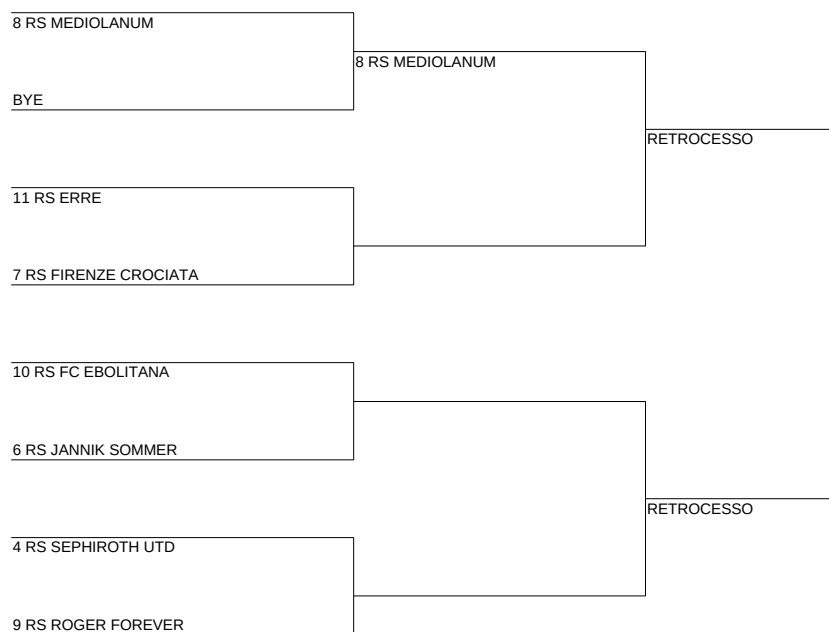 8 RS MEDIOLANUM
8 RS MEDIOLANUM
BYE
RETROCESSO
11 RS ERRE
7 RS FIRENZE CROCIATA
10 RS FC EBOLITANA
6 RS JANNIK SOMMER
RETROCESSO
4 RS SEPHIROTH UTD
9 RS ROGER FOREVER